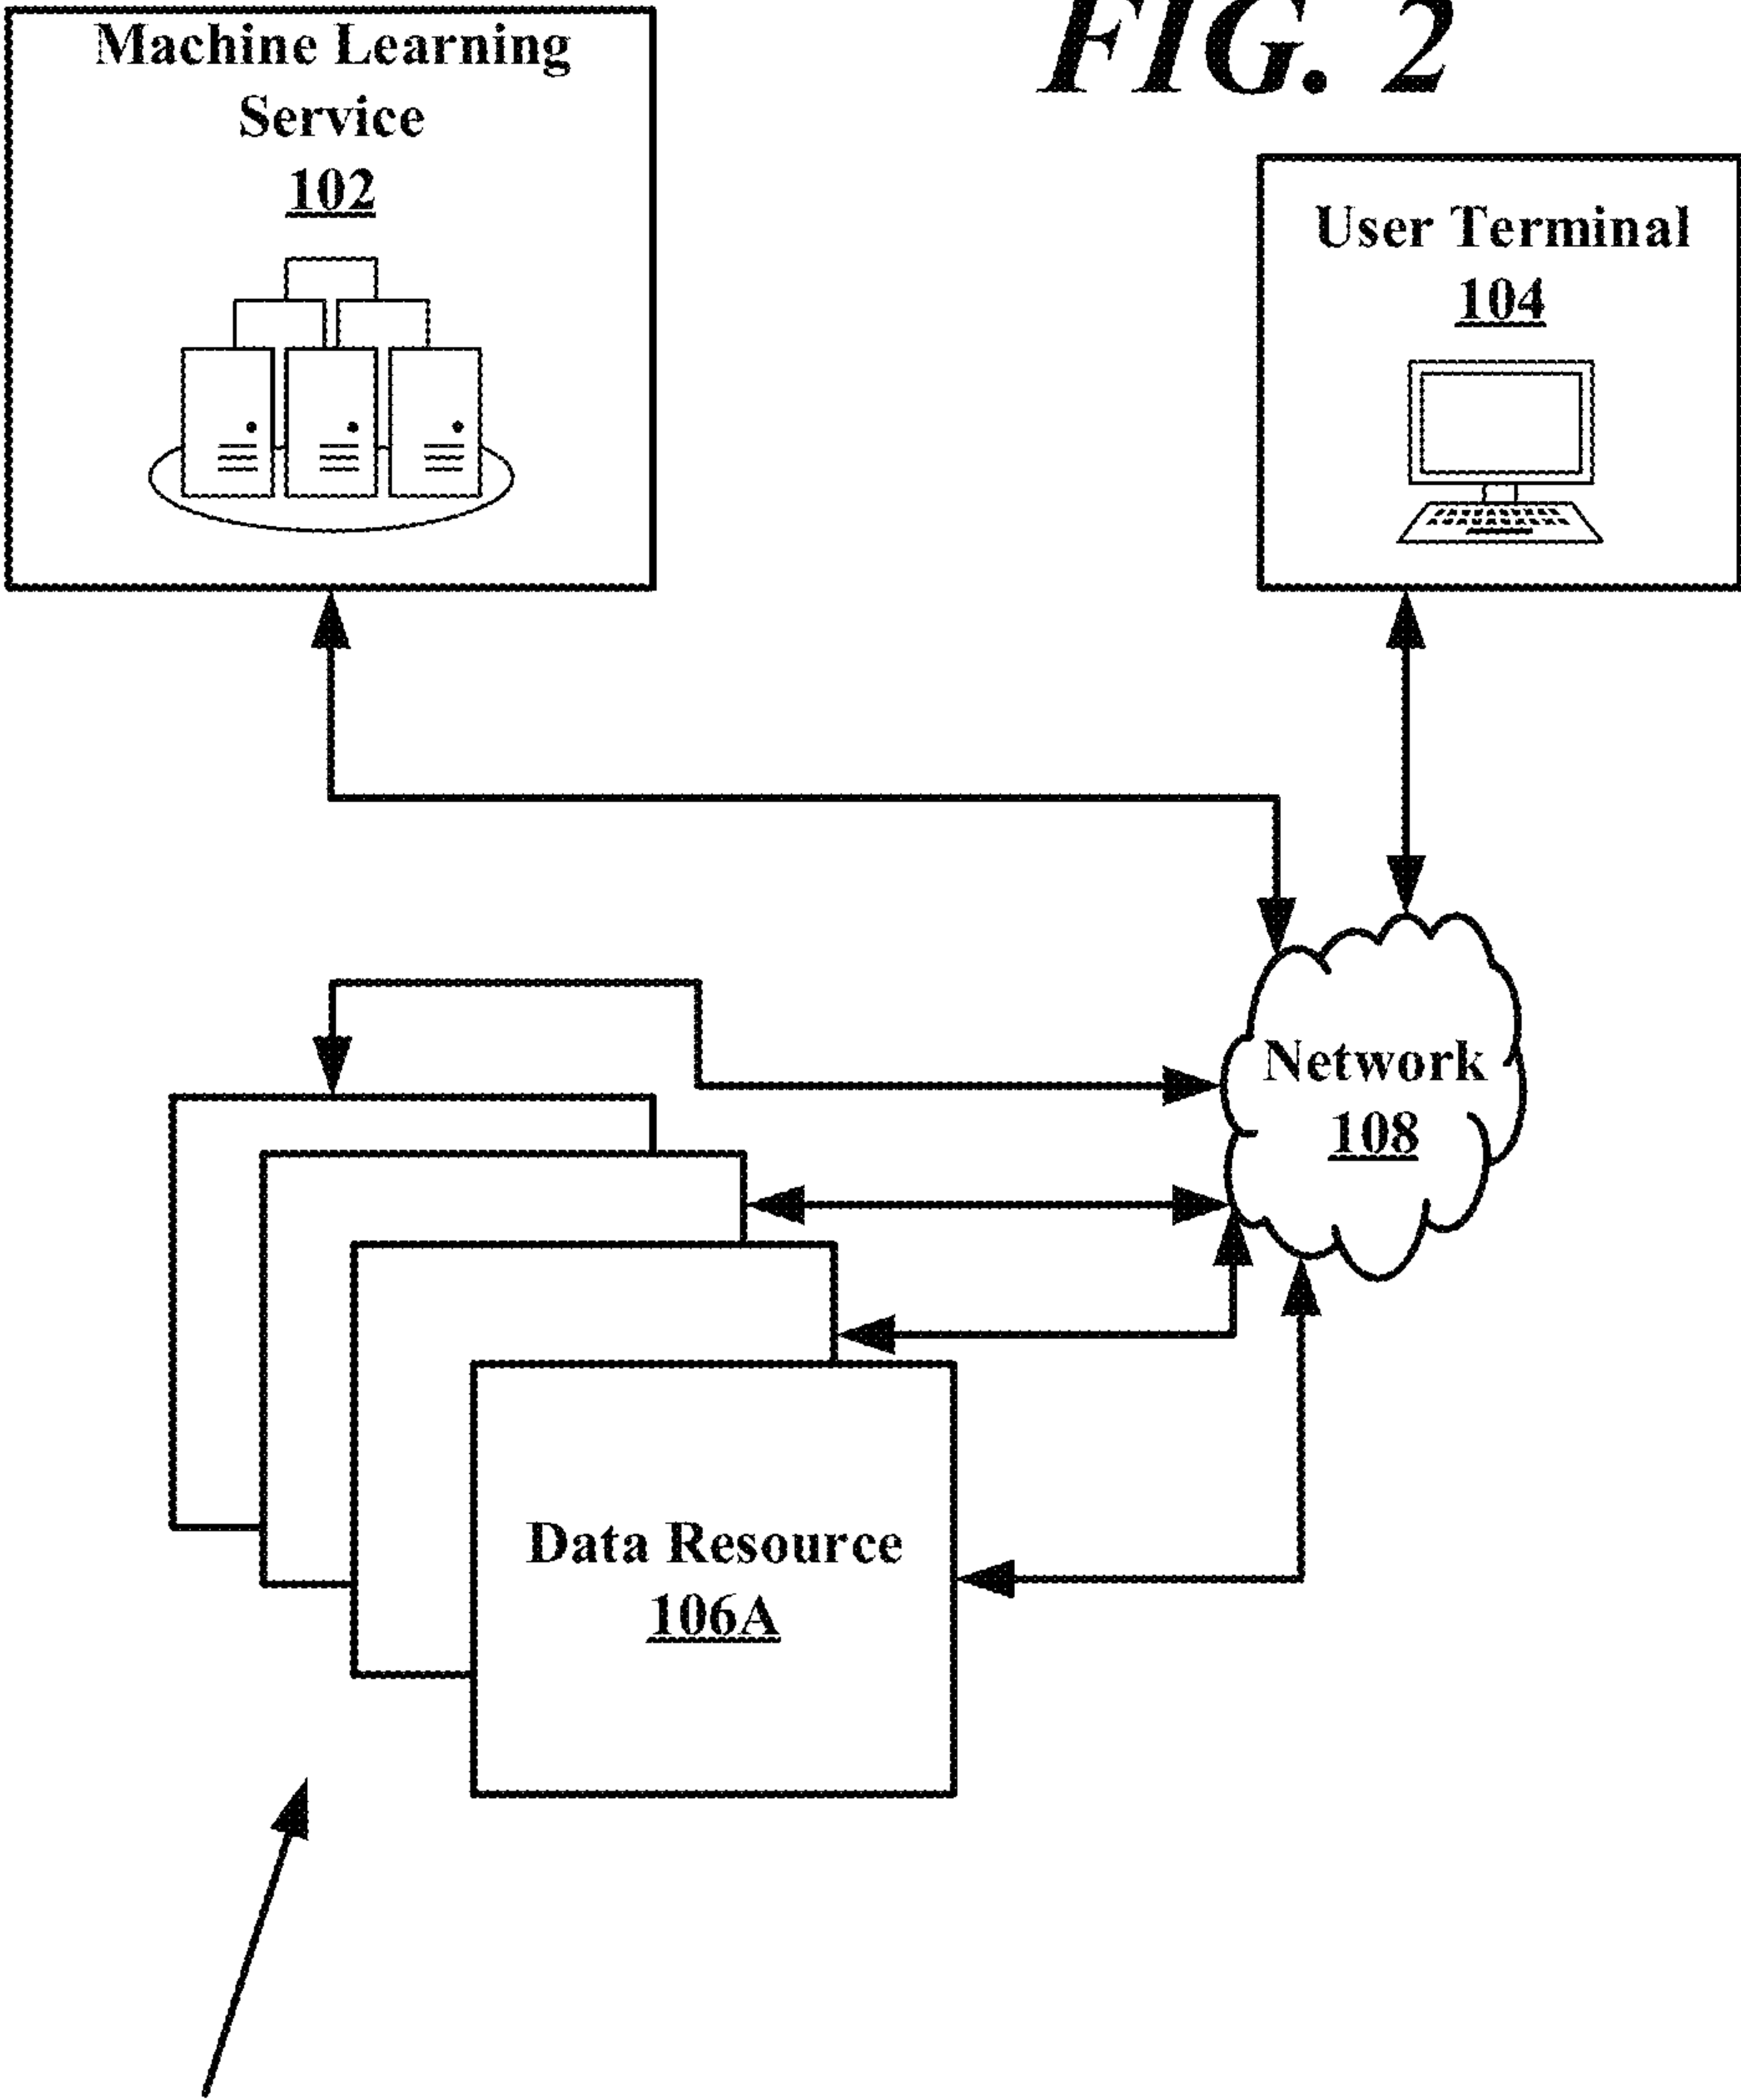 FIG. 2
Machine Learning
Service
102
User Terminal
104
Network
108
Data Resource
106A